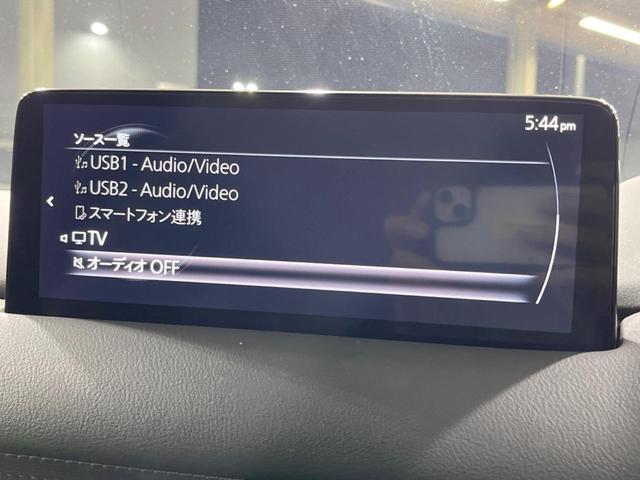 5:44pm
ソース一覧
USB1 - Audio/Video
USB2 - Audio/Video
スマートフォン連携
TV
オーディオ OFF